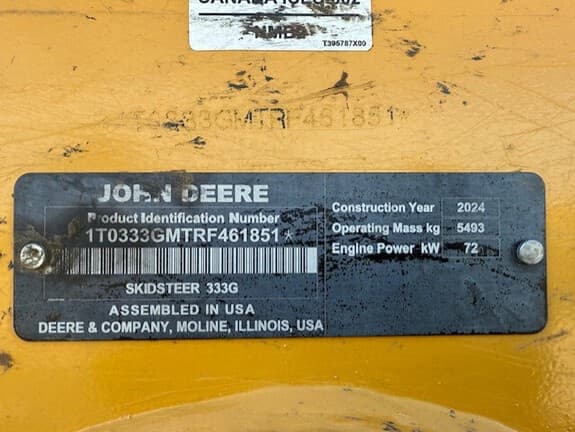 NMB-
T395787X00
1T0333GMTRF461851*
JOHN DEERE
Product Identification Number
1T0333GMTRF461851*
SKIDSTEER 333G
ASSEMBLED IN USA
DEERE & COMPANY, MOLINE, ILLINOIS, USA
Construction Year 2024
Operating Mass kg 5493
Engine Power kW 72